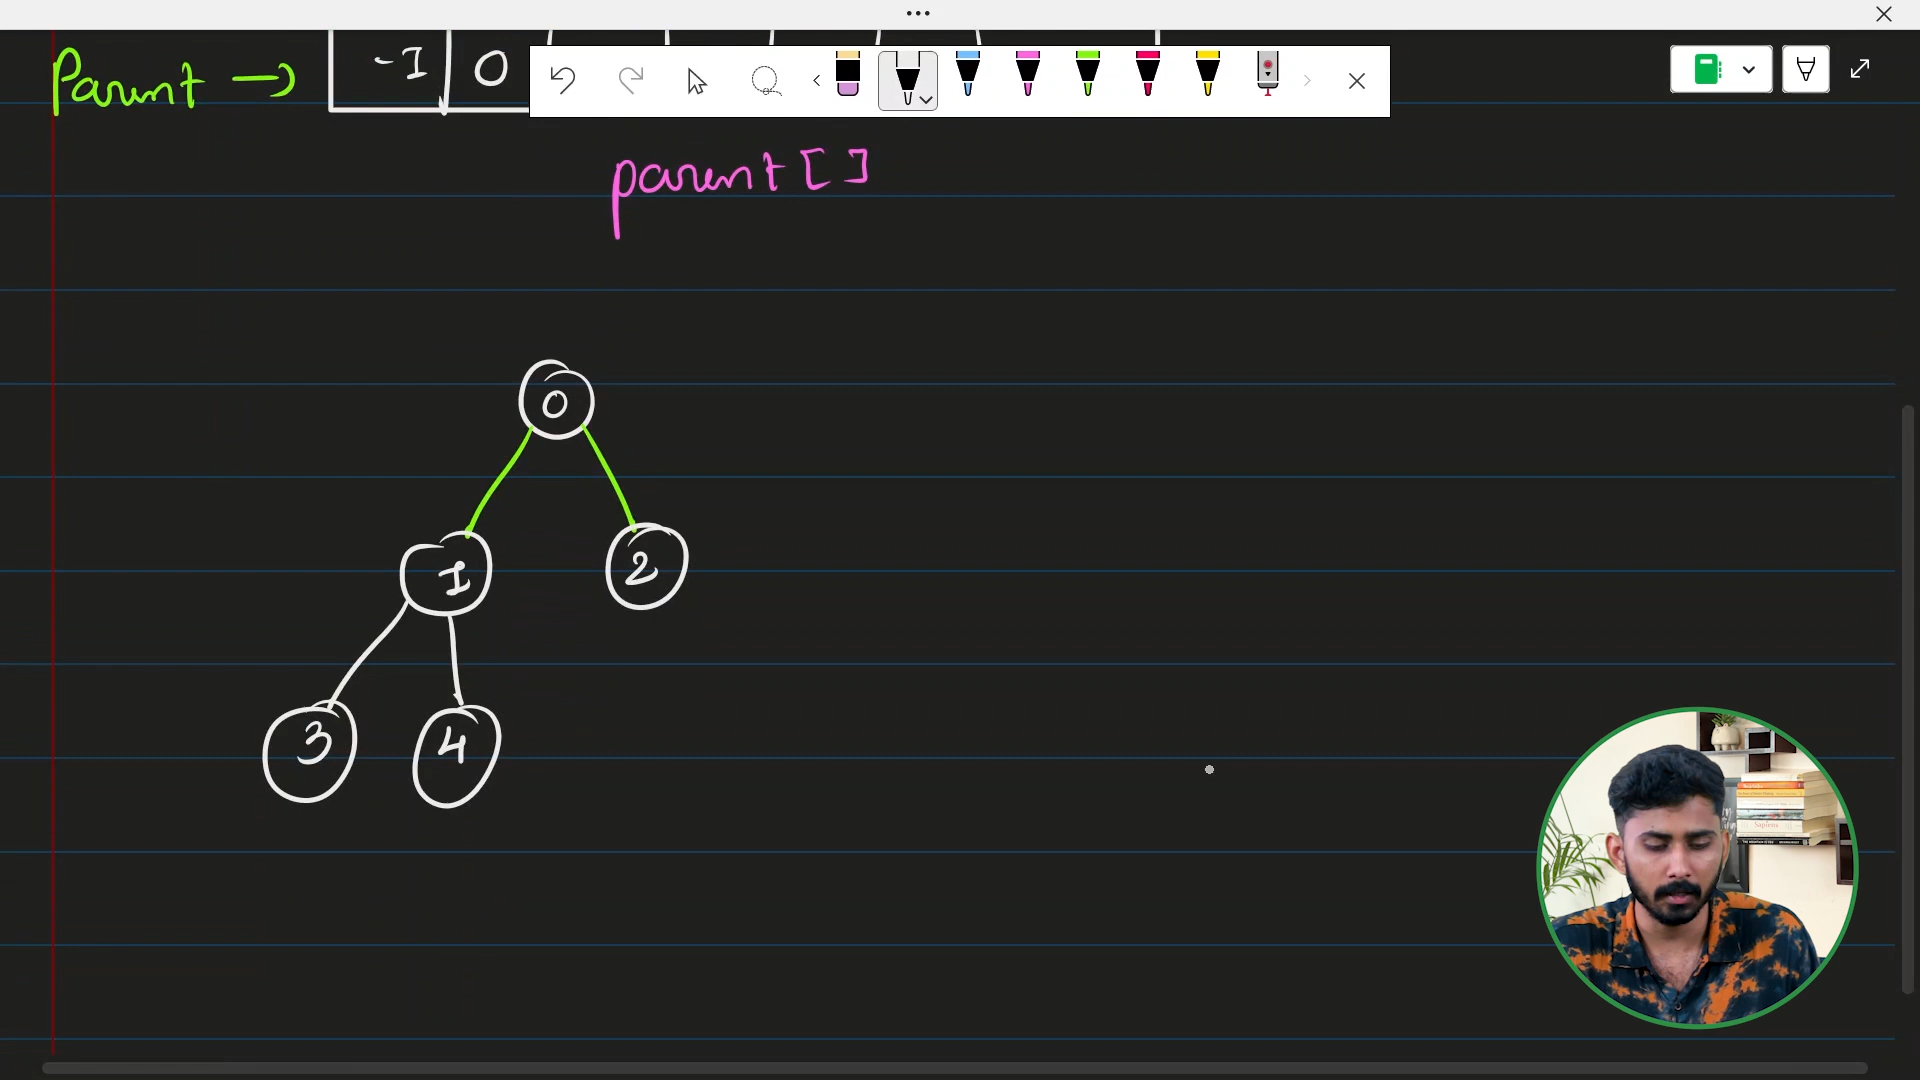 Parent → -1 0
parent [ ]
0
1 2
3 4